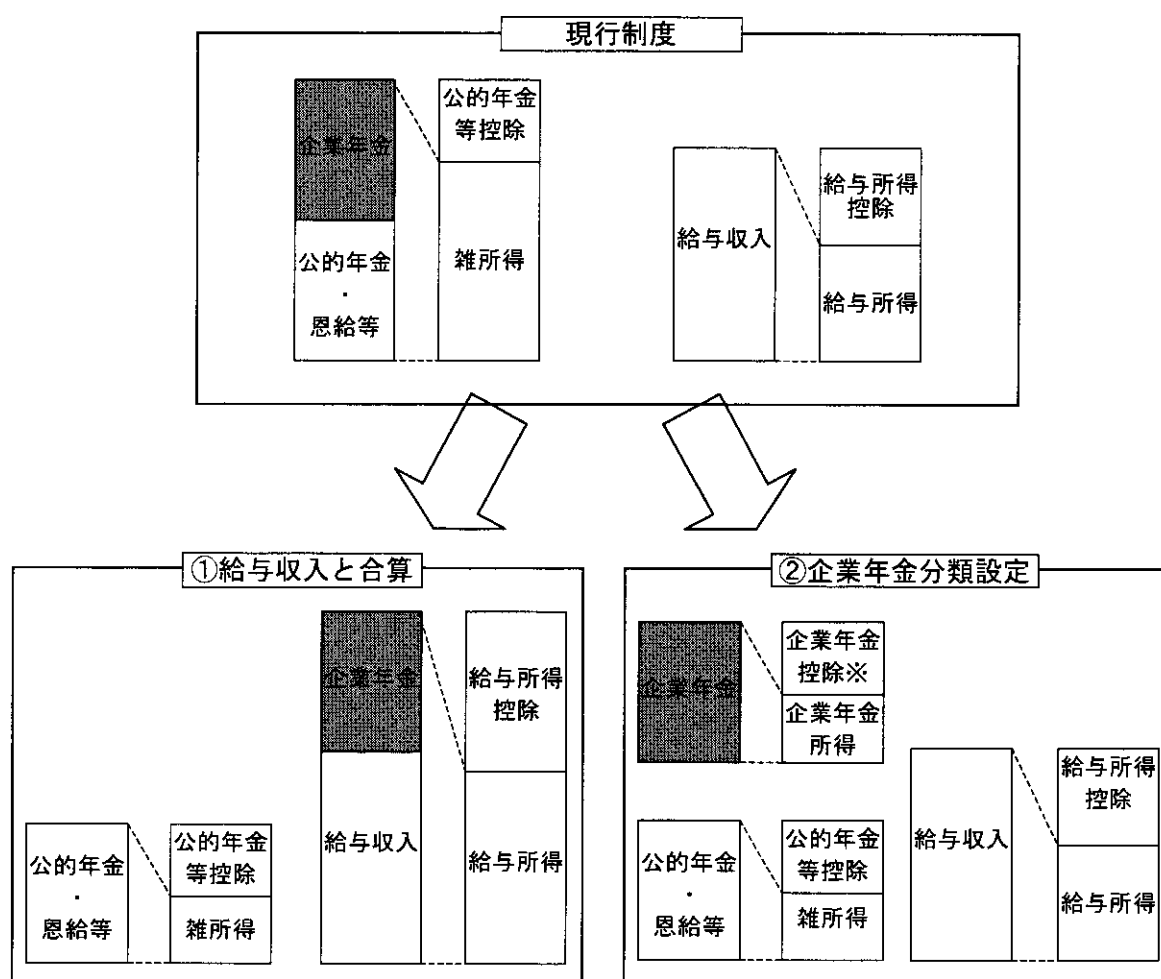 現行制度
企業年金
公的年金
・
恩給等
公的年金
等控除
雑所得
給与収入
給与所得
控除
給与所得
①給与収入と合算
公的年金
・
恩給等
公的年金
等控除
雑所得
企業年金
給与収入
給与所得
控除
給与所得
②企業年金分類設定
企業年金
企業年金
控除※
企業年金
所得
公的年金
・
恩給等
公的年金
等控除
雑所得
給与収入
給与所得
控除
給与所得